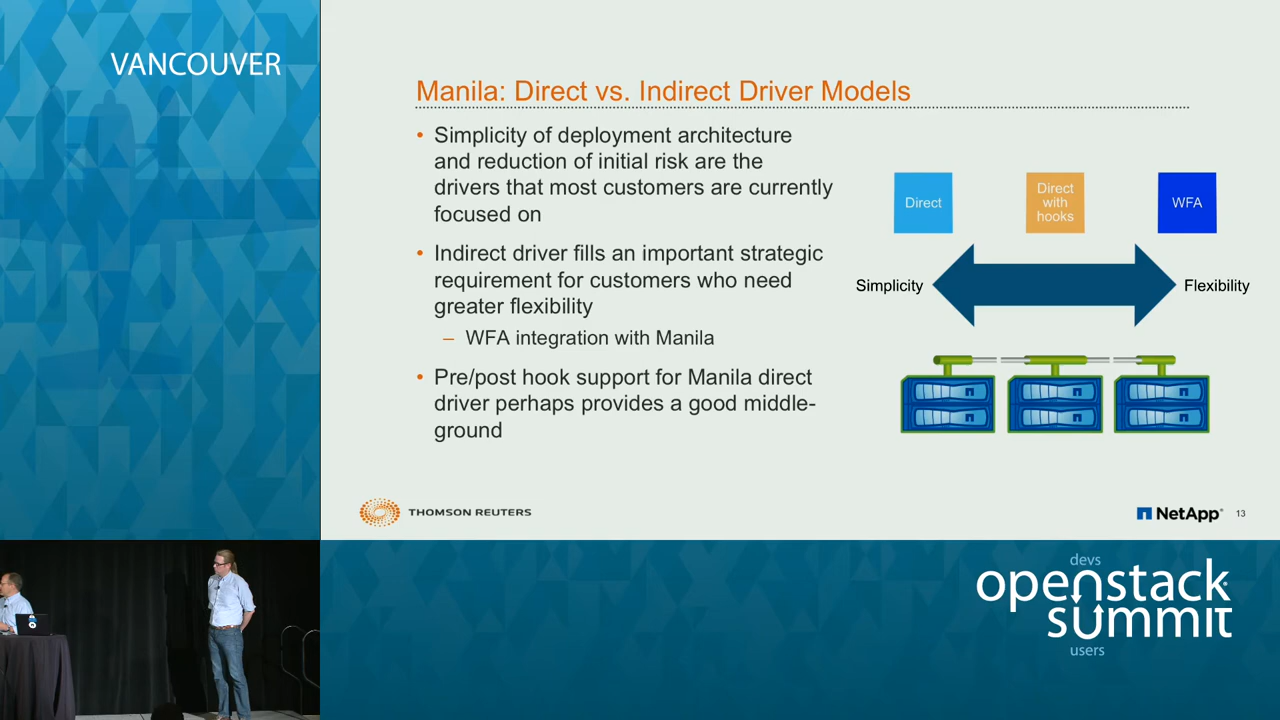 VANCOUVER
Manila: Direct vs. Indirect Driver Models
• Simplicity of deployment architecture
and reduction of initial risk are the
drivers that most customers are currently
focused on
• Indirect driver fills an important strategic
requirement for customers who need
greater flexibility
– WFA integration with Manila
• Pre/post hook support for Manila direct
driver perhaps provides a good middle-
ground
Direct
Direct
with
hooks
WFA
Simplicity
Flexibility
THOMSON REUTERS
NetApp®
13
devs
openstack
summit
users